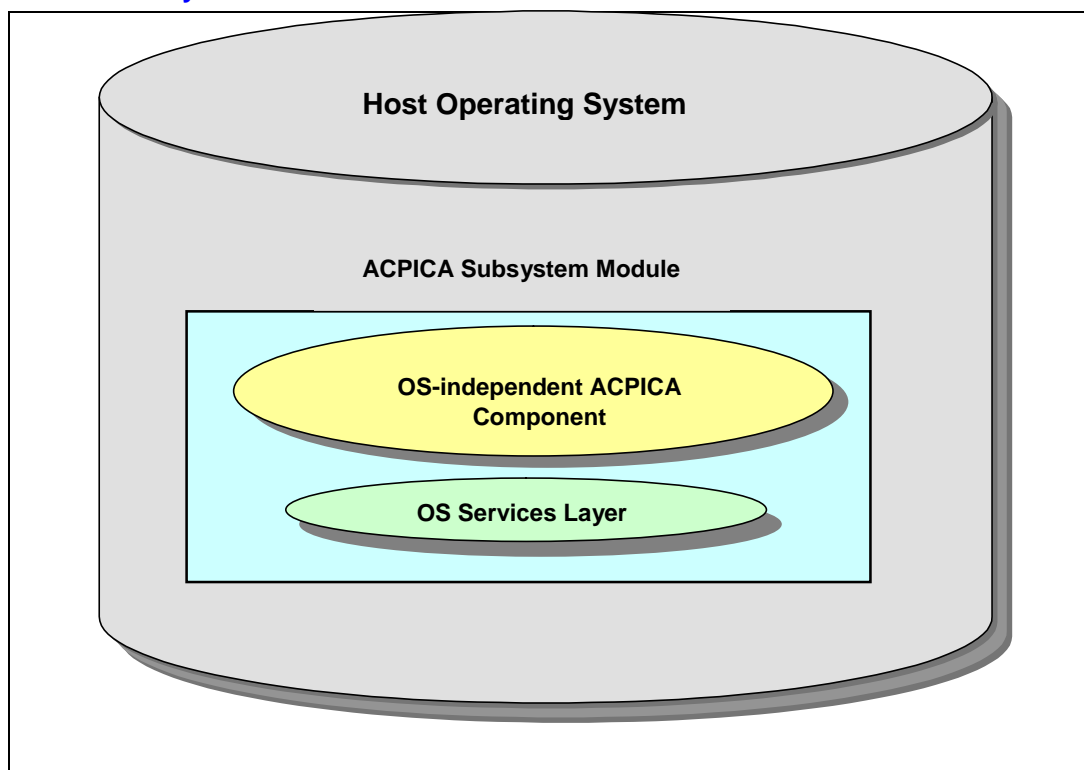 Host Operating System
ACPICA Subsystem Module
OS-independent ACPICA
Component
OS Services Layer